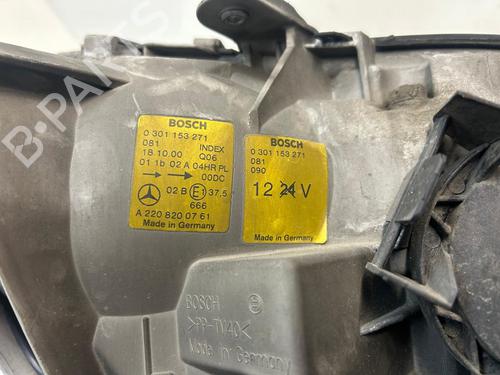 BOSCH
0 301 153 271
081 INDEX
18.10.00 Q06
01 1b 02 A 04HR PL
00DC
02 B E1 37.5
666
A 220 820 07 61
Made in Germany
BOSCH
0 301 153 271
081
090
12 24 V
Made in Germany
BOSCH
>PP-TV40<
Made in Germany
B-PARTS